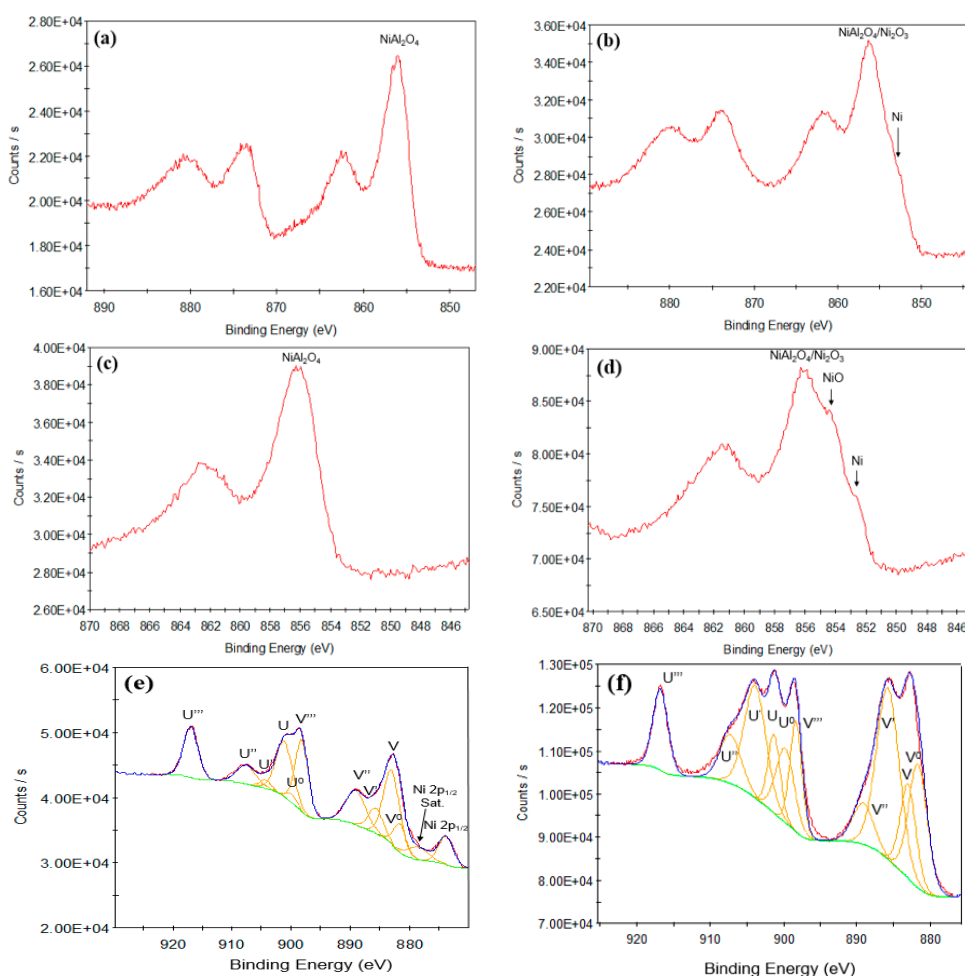 (a)
NiAl₂O₄
2.80E+04
2.60E+04
2.40E+04
2.20E+04
2.00E+04
1.80E+04
1.60E+04
Counts / s
890 880 870 860 850
Binding Energy (eV)
(b)
NiAl₂O₄/Ni₂O₃
Ni
3.60E+04
3.40E+04
3.20E+04
3.00E+04
2.80E+04
2.60E+04
2.40E+04
2.20E+04
Counts / s
880 870 860 850
Binding Energy (eV)
(c)
NiAl₂O₄
4.00E+04
3.80E+04
3.60E+04
3.40E+04
3.20E+04
3.00E+04
2.80E+04
2.60E+04
Counts / s
870 868 866 864 862 860 858 856 854 852 850 848 846
Binding Energy (eV)
(d)
NiAl₂O₄/Ni₂O₃
NiO
Ni
9.00E+04
8.50E+04
8.00E+04
7.50E+04
7.00E+04
6.50E+04
Counts / s
870 868 866 864 862 860 858 856 854 852 850 848 846
Binding Energy (eV)
(e)
U''' U'' U' U U⁰ V''' V'' V' V⁰ V
Ni 2p₁/₂
Sat.
Ni 2p₁/₂
6.00E+04
5.00E+04
4.00E+04
3.00E+04
2.00E+04
Counts / s
920 910 900 890 880
Binding Energy (eV)
(f)
U''' U'' U' U U⁰ V''' V'' V' V V⁰
1.30E+05
1.20E+05
1.10E+05
1.00E+05
9.00E+04
8.00E+04
7.00E+04
Counts / s
920 910 900 890 880
Binding Energy (eV)